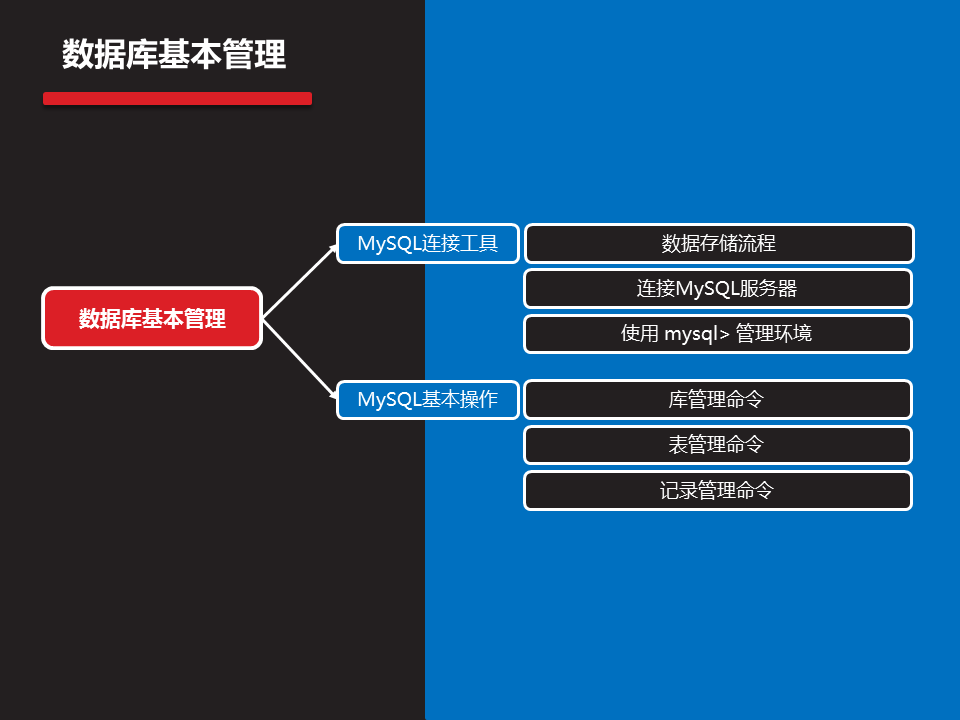 数据库基本管理
数据库基本管理
MySQL连接工具
数据存储流程
连接MySQL服务器
使用 mysql> 管理环境
MySQL基本操作
库管理命令
表管理命令
记录管理命令